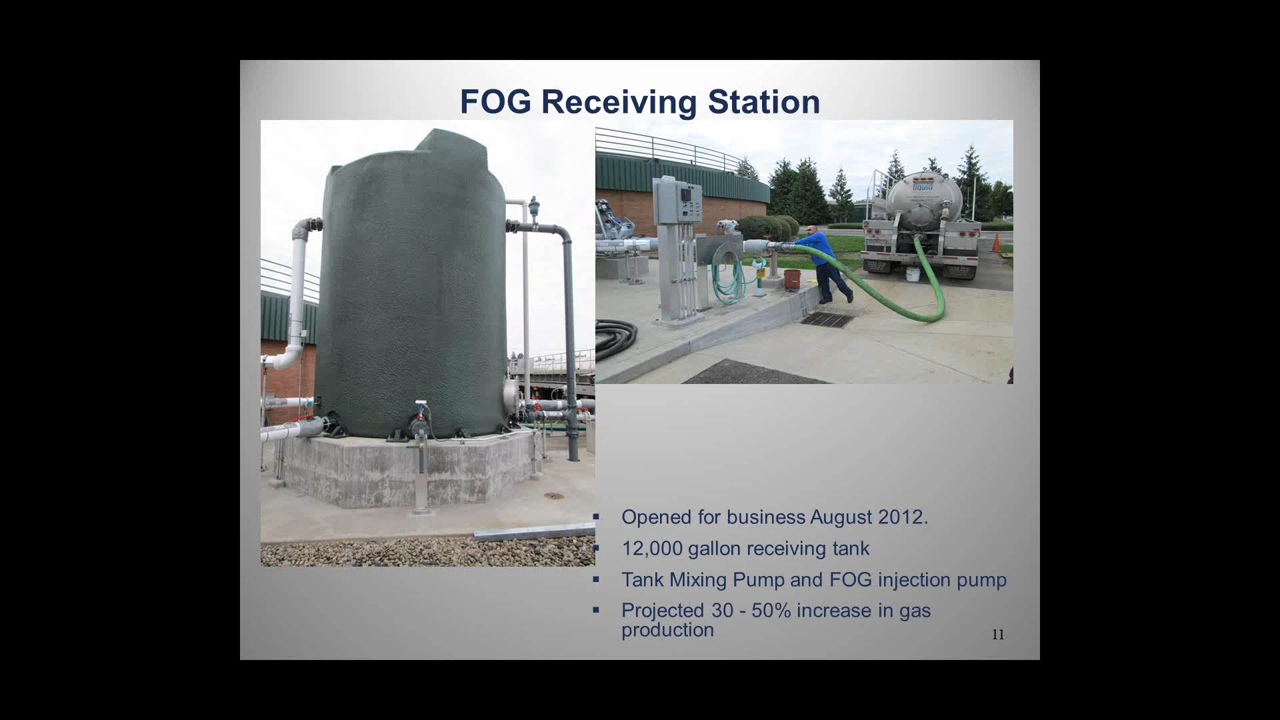 FOG Receiving Station
liquid
▪ Opened for business August 2012.
▪ 12,000 gallon receiving tank
▪ Tank Mixing Pump and FOG injection pump
▪ Projected 30 - 50% increase in gas
production
11